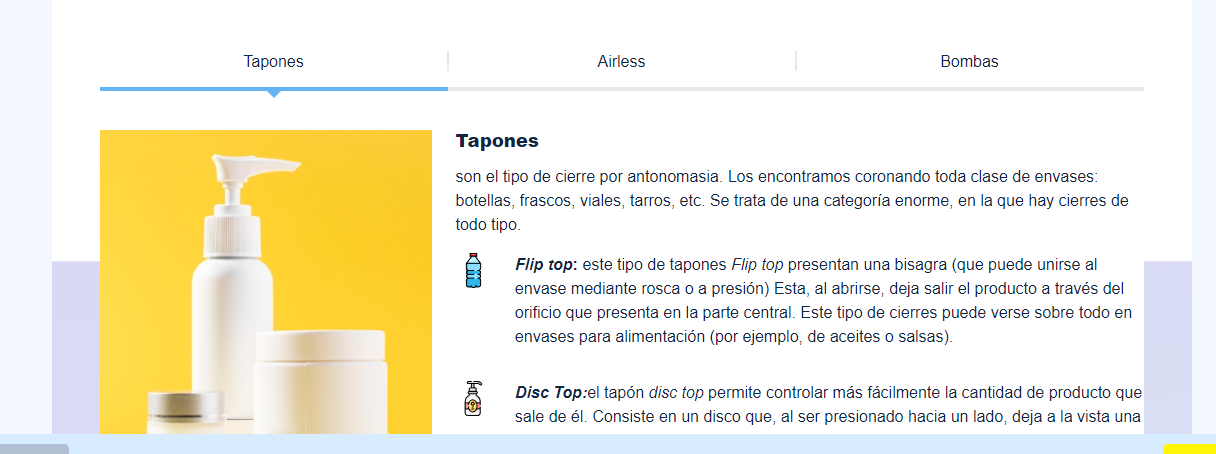 Tapones
Airless
Bombas
Tapones
son el tipo de cierre por antonomasia. Los encontramos coronando toda clase de envases:
botellas, frascos, viales, tarros, etc. Se trata de una categoría enorme, en la que hay cierres de
todo tipo.
Flip top: este tipo de tapones Flip top presentan una bisagra (que puede unirse al
envase mediante rosca o a presión) Esta, al abrirse, deja salir el producto a través del
orificio que presenta en la parte central. Este tipo de cierres puede verse sobre todo en
envases para alimentación (por ejemplo, de aceites o salsas).
Disc Top:el tapón disc top permite controlar más fácilmente la cantidad de producto que
sale de él. Consiste en un disco que, al ser presionado hacia un lado, deja a la vista una